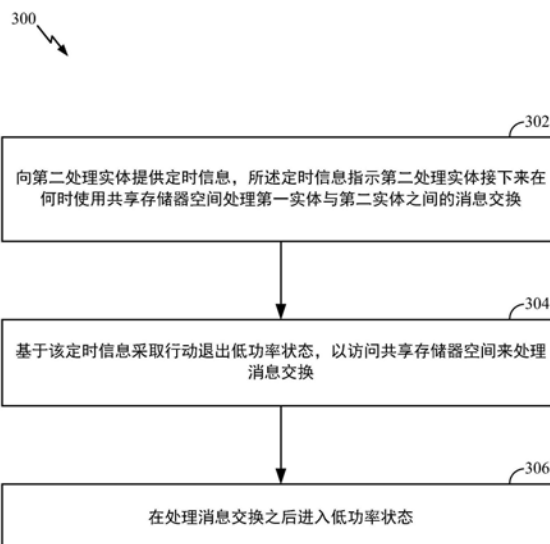 300
302
向第二处理实体提供定时信息，所述定时信息指示第二处理实体接下来在
何时使用共享存储器空间处理第一实体与第二实体之间的消息交换
304
基于该定时信息采取行动退出低功率状态，以访问共享存储器空间来处理
消息交换
306
在处理消息交换之后进入低功率状态